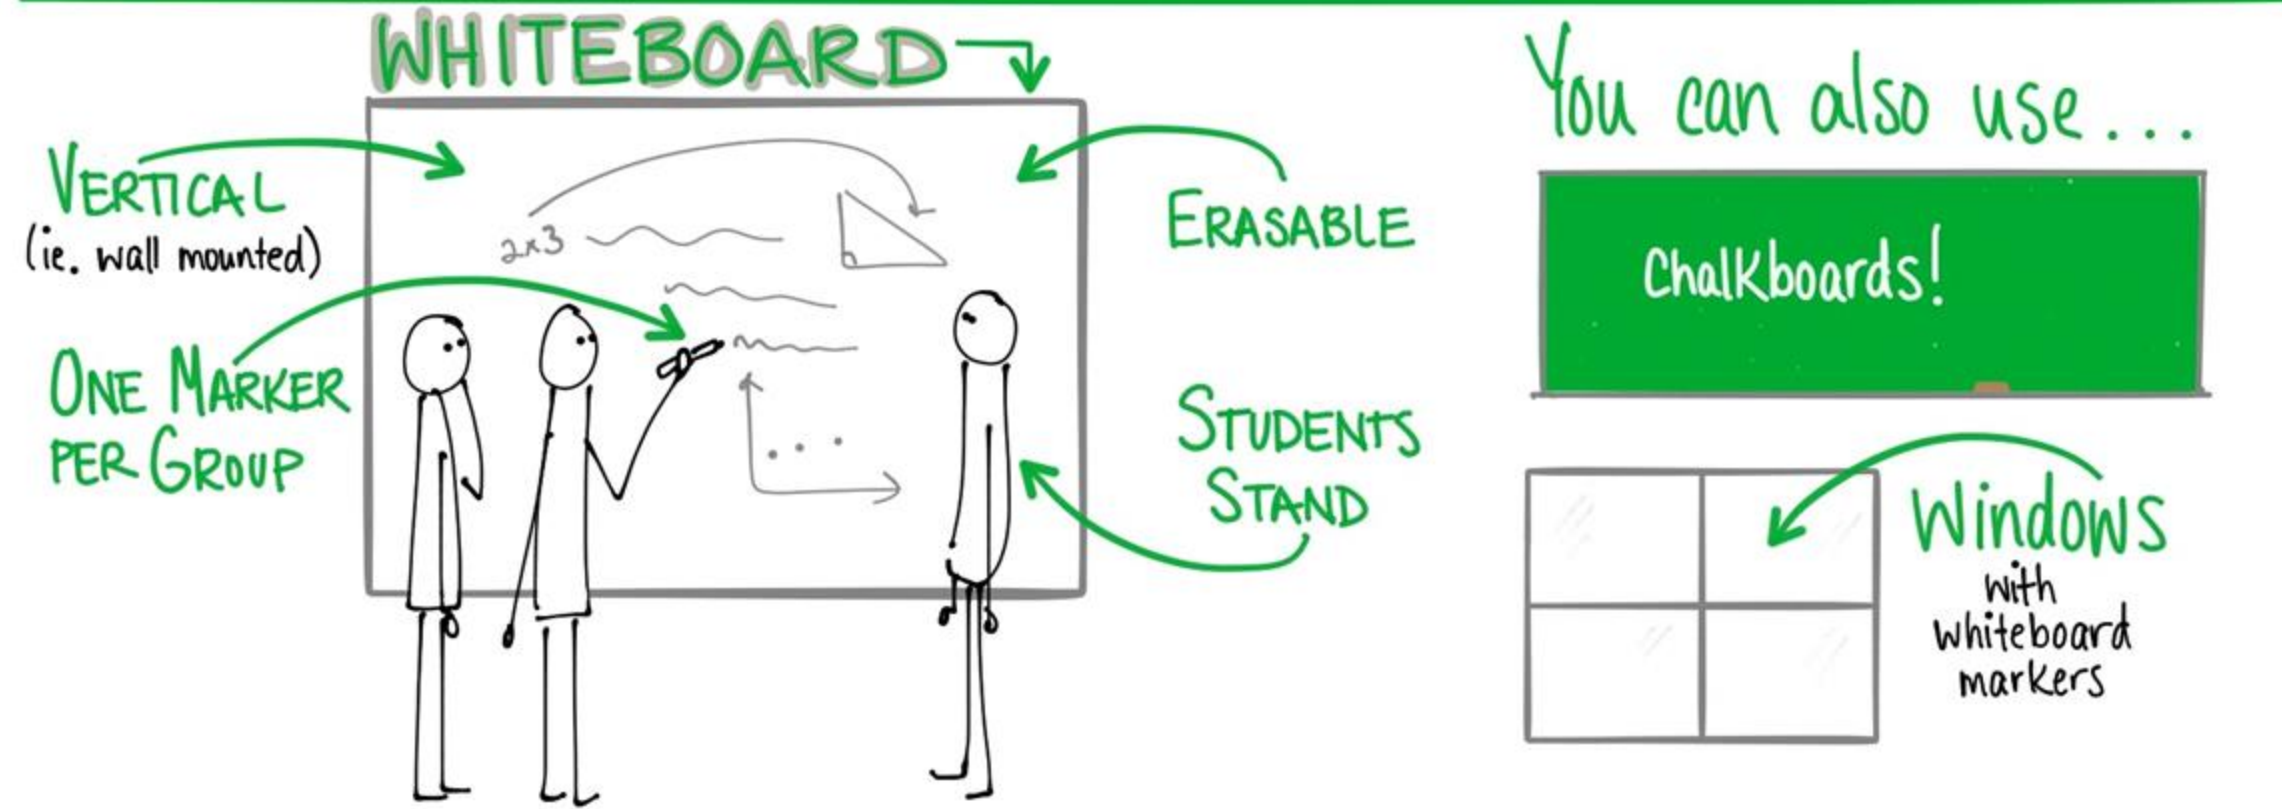 WHITEBOARD
VERTICAL
(ie. wall mounted)
ONE MARKER
PER GROUP
2x3
ERASABLE
STUDENTS
STAND
You can also use...
Chalkboards!
Windows
with
whiteboard
markers